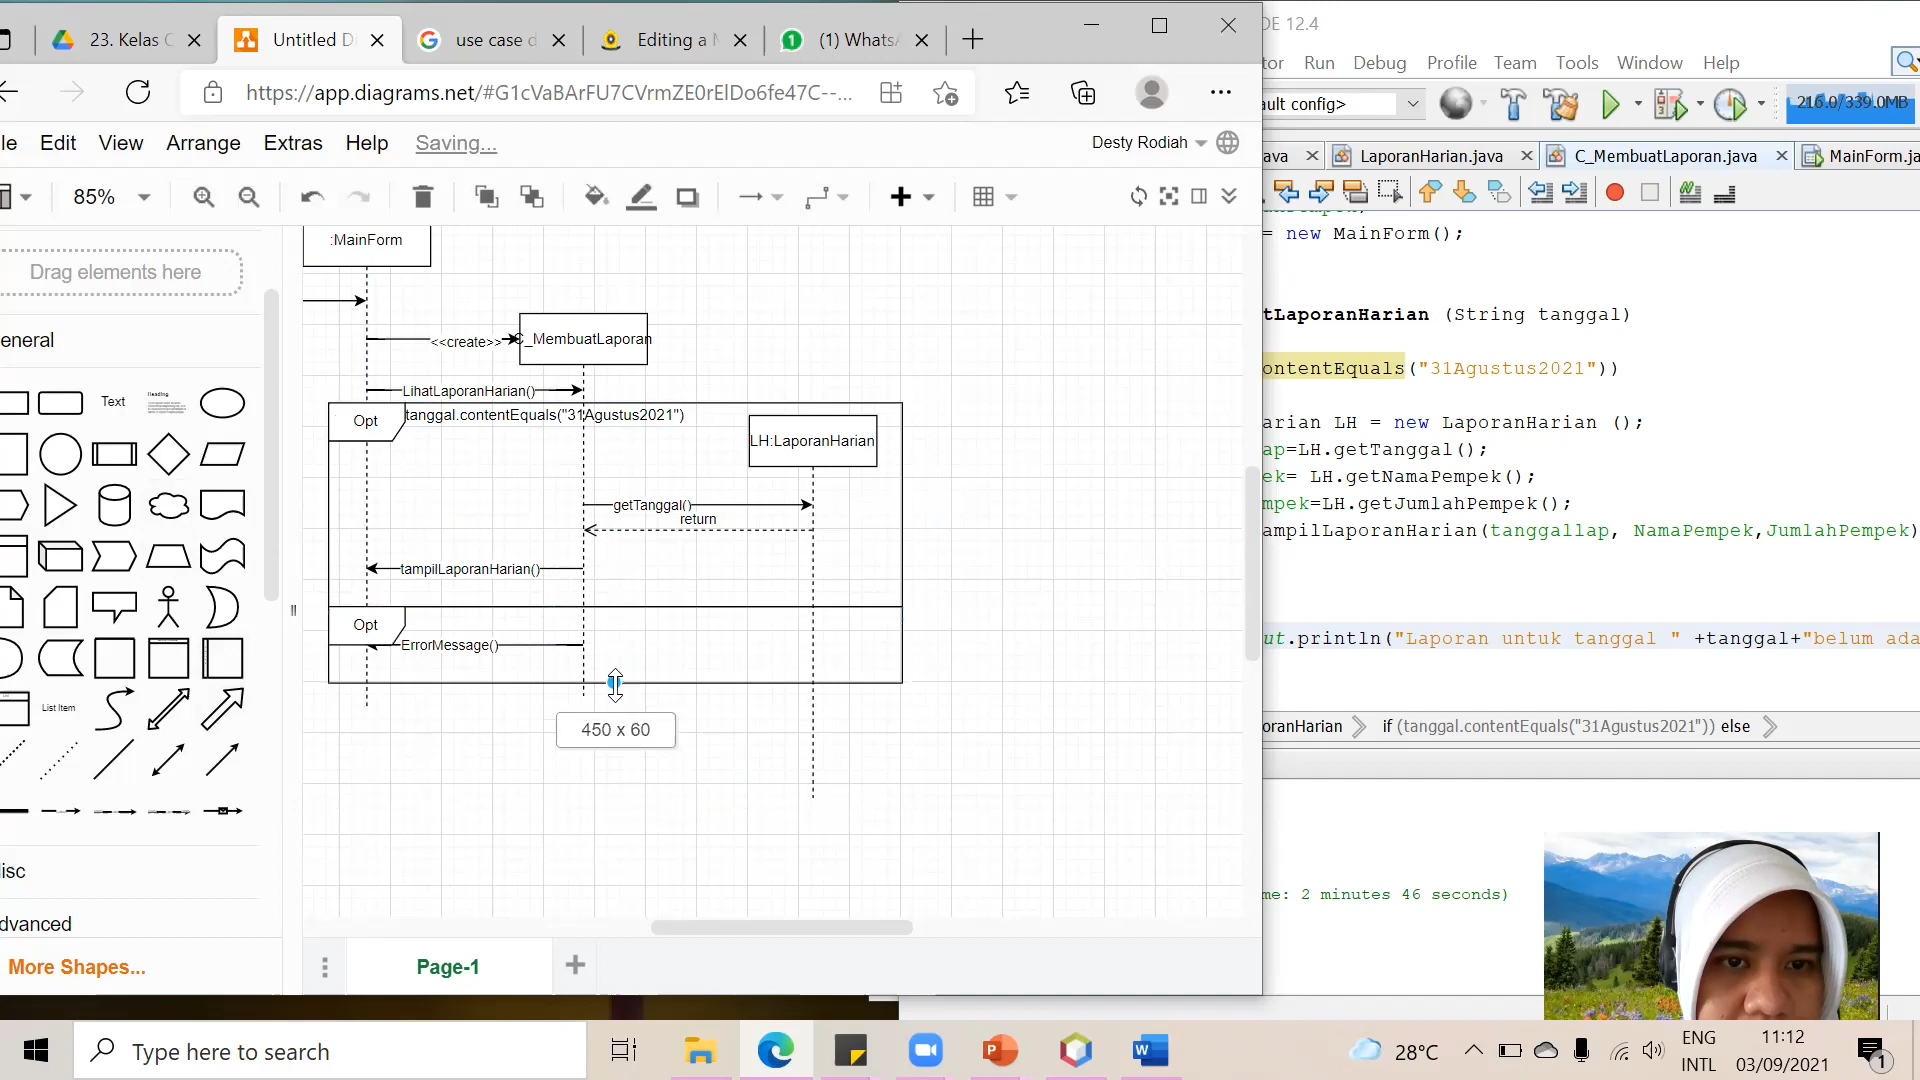 23. Kelas C
Untitled Di
use case d
Editing a M
(1) WhatsA
DE 12.4
https://app.diagrams.net/#G1cVaBArFU7CVrmZE0rElDo6fe47C--...
tor Run Debug Profile Team Tools Window Help
ault config>
216.0/339.0MB
le Edit View Arrange Extras Help Saving...
Desty Rodiah
ava
LaporanHarian.java
C_MembuatLaporan.java
MainForm.ja
85%
:MainForm
= new MainForm();
Drag elements here
eneral
<<create>>
C_MembuatLaporan
tLaporanHarian (String tanggal)
LihatLaporanHarian()
ontentEquals("31Agustus2021"))
Opt
tanggal.contentEquals("31Agustus2021")
LH:LaporanHarian
Text
Heading
arian LH = new LaporanHarian ();
ap=LH.getTanggal();
ek= LH.getNamaPempek();
mpek=LH.getJumlahPempek();
ampilLaporanHarian(tanggallap, NamaPempek,JumlahPempek)
getTanggal()
return
tampilLaporanHarian()
Opt
ErrorMessage()
ut.println("Laporan untuk tanggal " +tanggal+"belum ada
List Item
450 x 60
oranHarian
if (tanggal.contentEquals("31Agustus2021")) else
isc
dvanced
me: 2 minutes 46 seconds)
More Shapes...
Page-1
Type here to search
28°C
ENG
INTL
11:12
03/09/2021
1